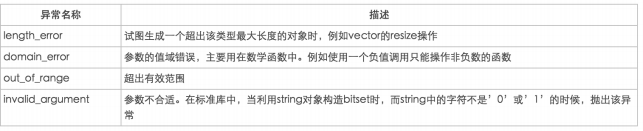 异常名称 描述
length_error 试图生成一个超出该类型最大长度的对象时，例如vector的resize操作
domain_error 参数的值域错误，主要用在数学函数中。例如使用一个负值调用只能操作非负数的函数
out_of_range 超出有效范围
invalid_argument 参数不合适。在标准库中，当利用string对象构造bitset时，而string中的字符不是’0’或’1’的时候，抛出该异
常